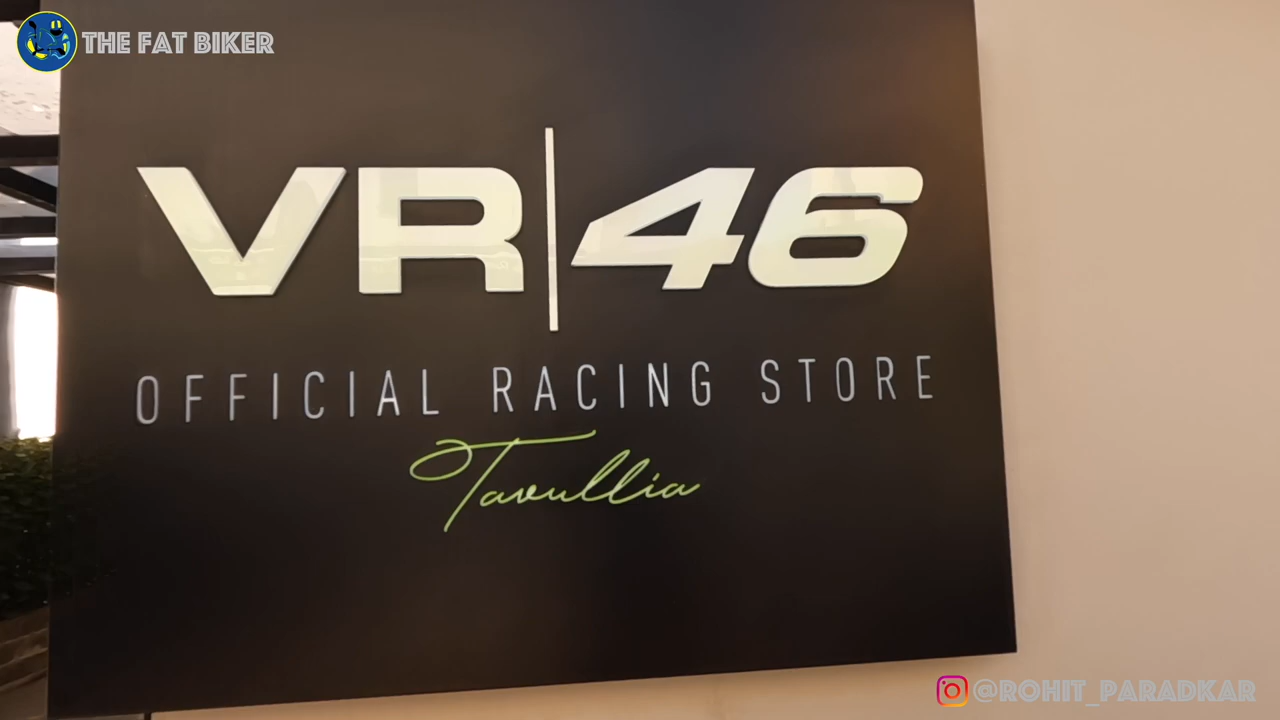 THE FAT BIKER
VR|46
OFFICIAL RACING STORE
Tavullia
@ROHIT_PARADKAR